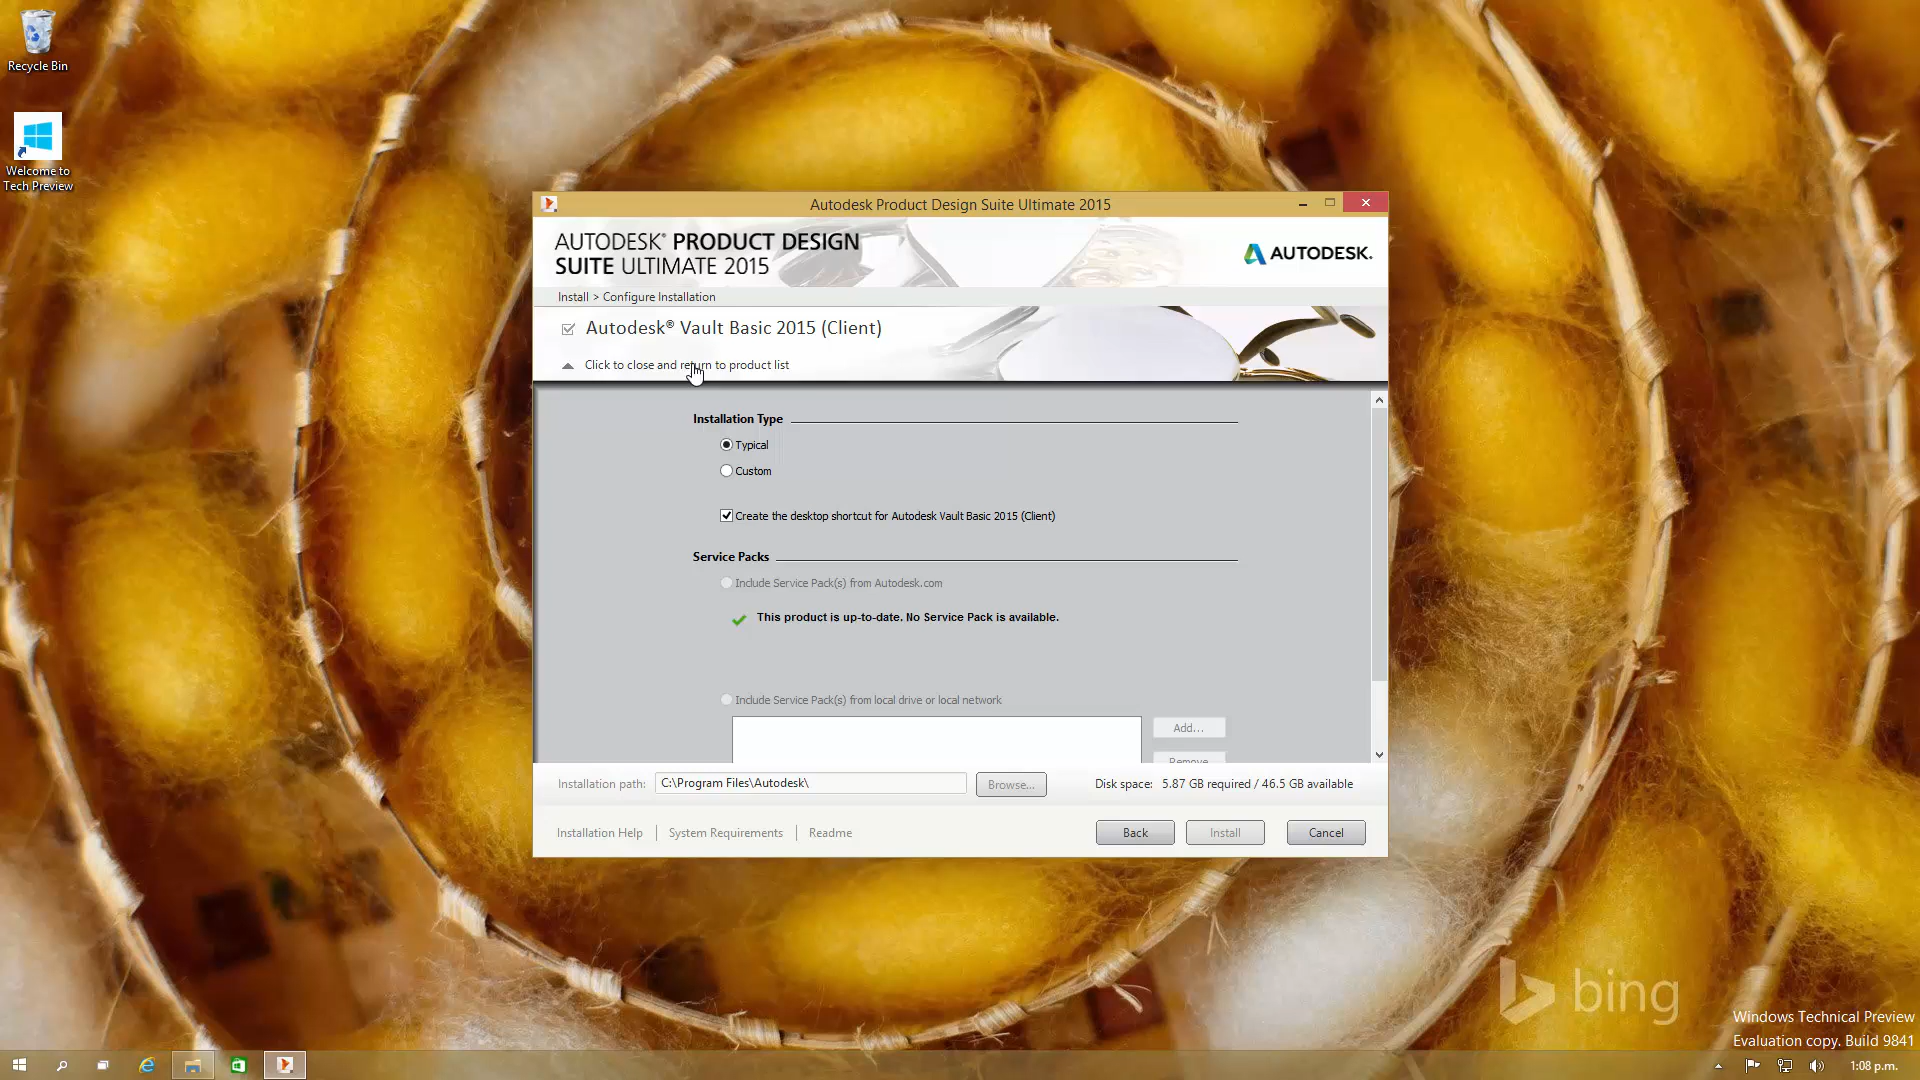 Recycle Bin
Welcome to
Tech Preview
Autodesk Product Design Suite Ultimate 2015
AUTODESK® PRODUCT DESIGN
SUITE ULTIMATE 2015
AUTODESK.
Install > Configure Installation
Autodesk® Vault Basic 2015 (Client)
Click to close and return to product list
Installation Type
Typical
Custom
Create the desktop shortcut for Autodesk Vault Basic 2015 (Client)
Service Packs
Include Service Pack(s) from Autodesk.com
This product is up-to-date. No Service Pack is available.
Include Service Pack(s) from local drive or local network
Add...
Remove
Installation path: C:\Program Files\Autodesk\ Browse... Disk space: 5.87 GB required / 46.5 GB available
Installation Help | System Requirements | Readme Back Install Cancel
bing
Windows Technical Preview
Evaluation copy. Build 9841
1:08 p.m.